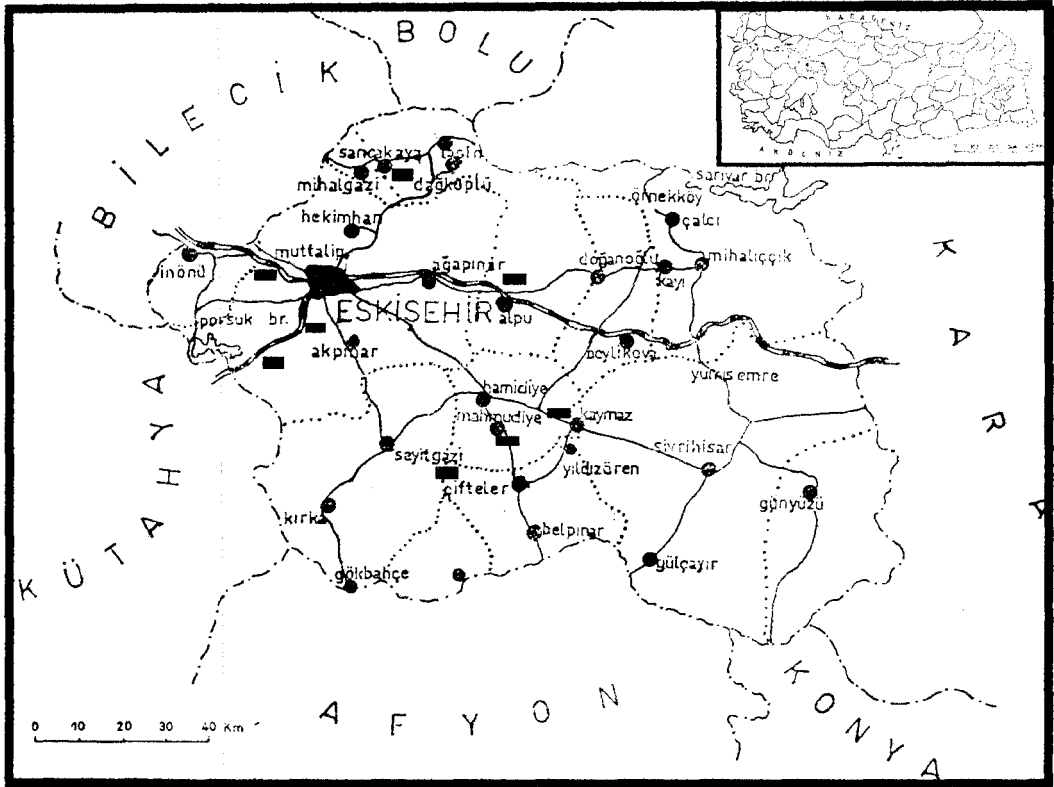 BOLU
BİLECİK
KARADENİZ
AKDENİZ
sarıyar br.
sarıcakaya
mihalgazi
dağküplü
hekimhan
muttalip
inönü
ağapınar
örnekköy
çalcı
doğanoğlu
kayı
mihalıççık
ESKİŞEHİR
alpu
porsuk br.
akpınar
beylikova
yunus emre
hamidiye
mahmudiye
kaymaz
sivrihisar
seyitgazi
yıldızören
çifteler
günyüzü
kırka
belpınar
gülçayır
gökbahçe
KÜTAHYA
KARA
AFYON
KONYA
0 10 20 30 40 Km